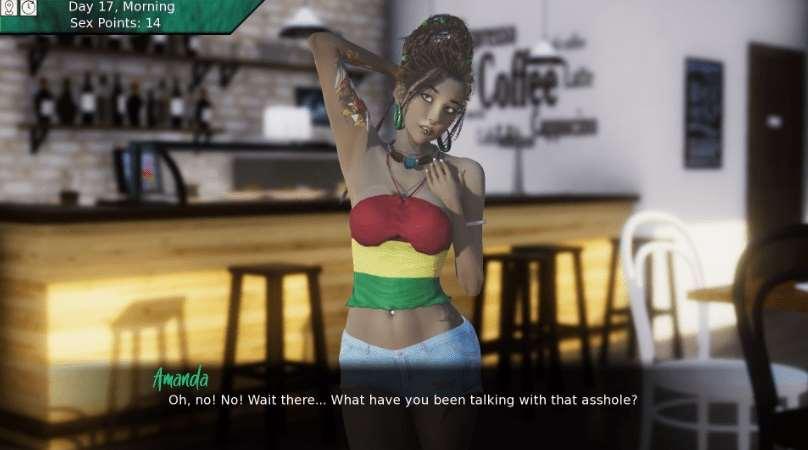 Day 17, Morning
Sex Points: 14
Coffee
Latte
Cappuccino
Amanda
Oh, no! No! Wait there... What have you been talking with that asshole?